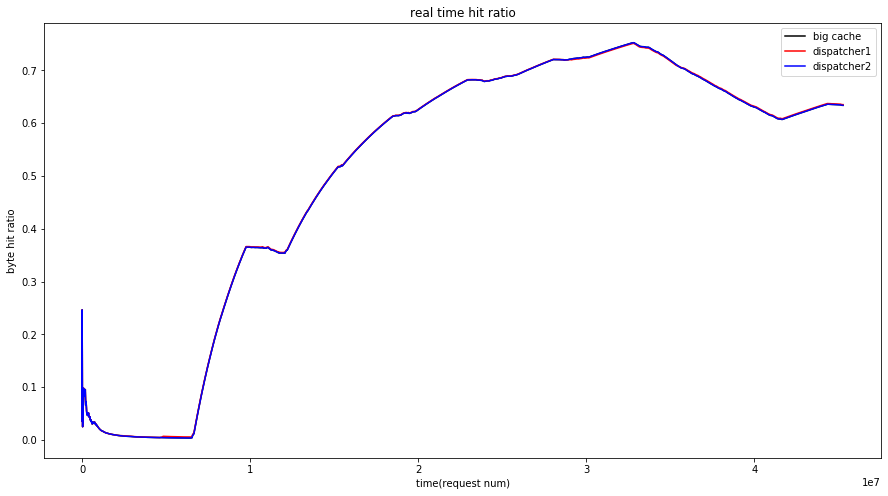 real time hit ratio
big cache
dispatcher1
dispatcher2
byte hit ratio
0.7
0.6
0.5
0.4
0.3
0.2
0.1
0.0
0 1 2 3 4
1e7
time(request num)